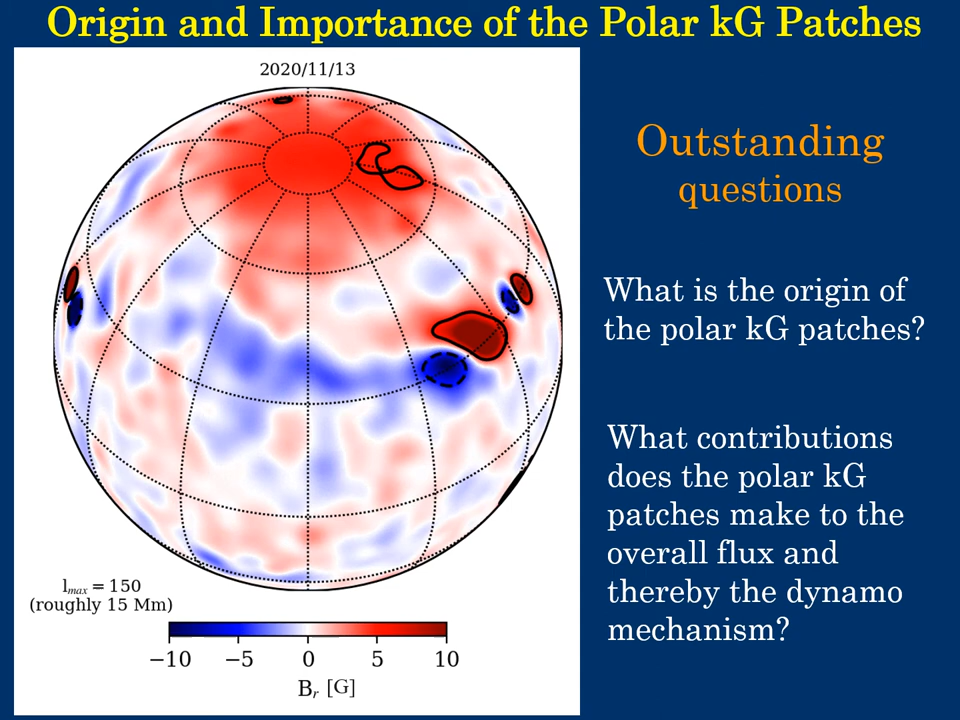 Origin and Importance of the Polar kG Patches
2020/11/13
Outstanding
questions
What is the origin of
the polar kG patches?
What contributions
does the polar kG
patches make to the
overall flux and
thereby the dynamo
mechanism?
lmax = 150
(roughly 15 Mm)
−10 −5 0 5 10
Br [G]